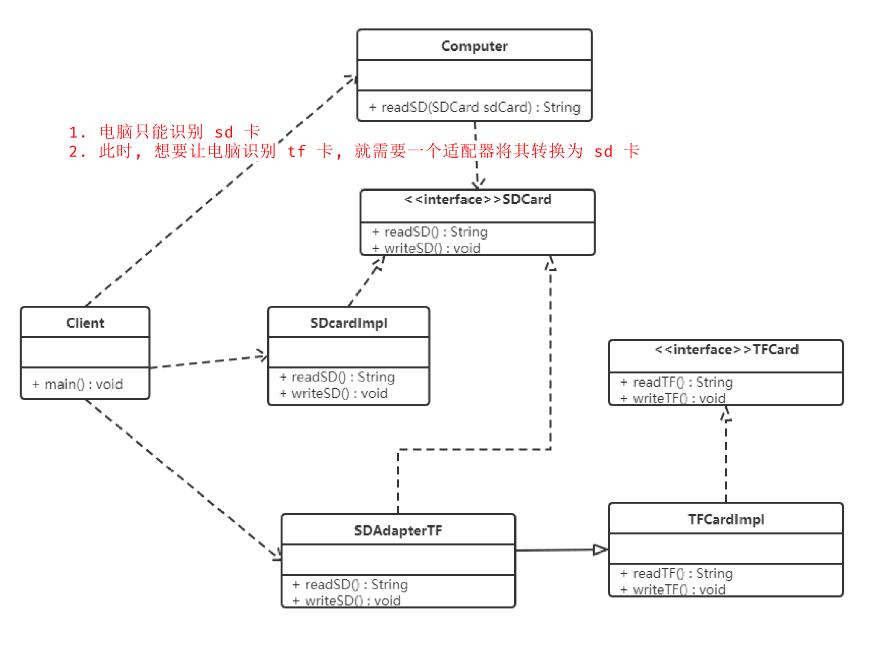 Computer
+ readSD(SDCard sdCard) : String
1. 电脑只能识别 sd 卡
2. 此时, 想要让电脑识别 tf 卡, 就需要一个适配器将其转换为 sd 卡
<<interface>>SDCard
+ readSD() : String
+ writeSD() : void
Client
+ main() : void
SDcardImpl
+ readSD() : String
+ writeSD() : void
<<interface>>TFCard
+ readTF() : String
+ writeTF() : void
SDAdapterTF
+ readSD() : String
+ writeSD() : void
TFCardImpl
+ readTF() : String
+ writeTF() : void